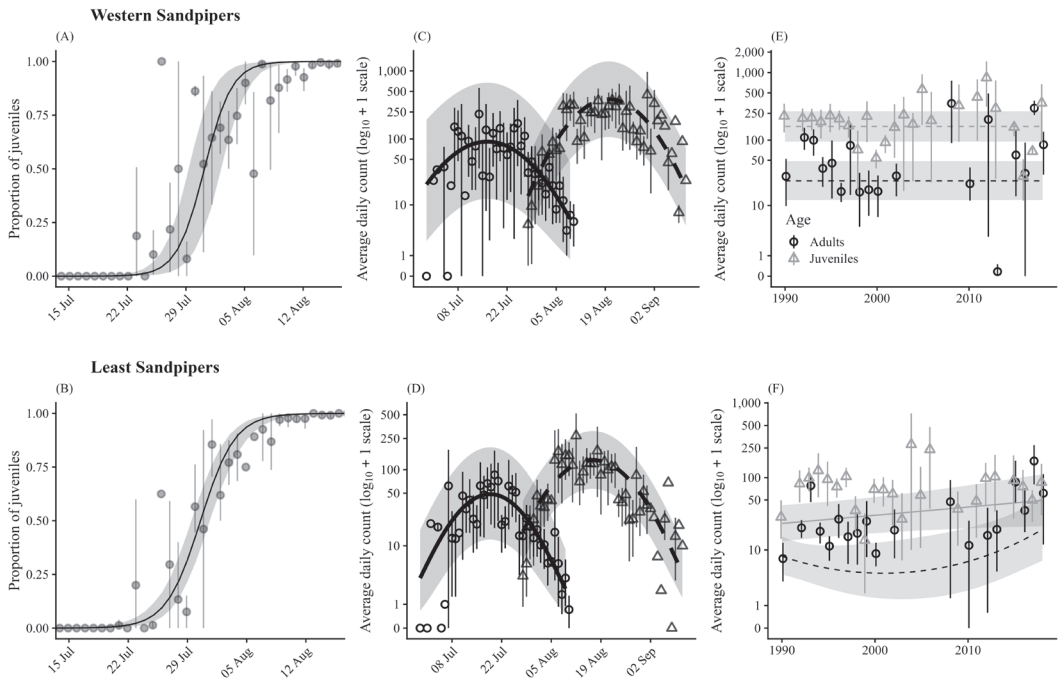 Western Sandpipers
(A)
Proportion of juveniles
1.00
0.75
0.50
0.25
0.00
15 Jul
22 Jul
29 Jul
05 Aug
12 Aug
(C)
Average daily count (log10 + 1 scale)
1,000
500
250
100
50
10
1
0
08 Jul
22 Jul
05 Aug
19 Aug
02 Sep
(E)
Average daily count (log10 + 1 scale)
2,000
1,000
500
250
100
50
10
1
0
Age
Adults
Juveniles
1990
2000
2010
Least Sandpipers
(B)
Proportion of juveniles
1.00
0.75
0.50
0.25
0.00
15 Jul
22 Jul
29 Jul
05 Aug
12 Aug
(D)
Average daily count (log10 + 1 scale)
500
250
100
50
10
1
0
08 Jul
22 Jul
05 Aug
19 Aug
02 Sep
(F)
Average daily count (log10 + 1 scale)
1,000
500
250
100
50
10
1
0
1990
2000
2010